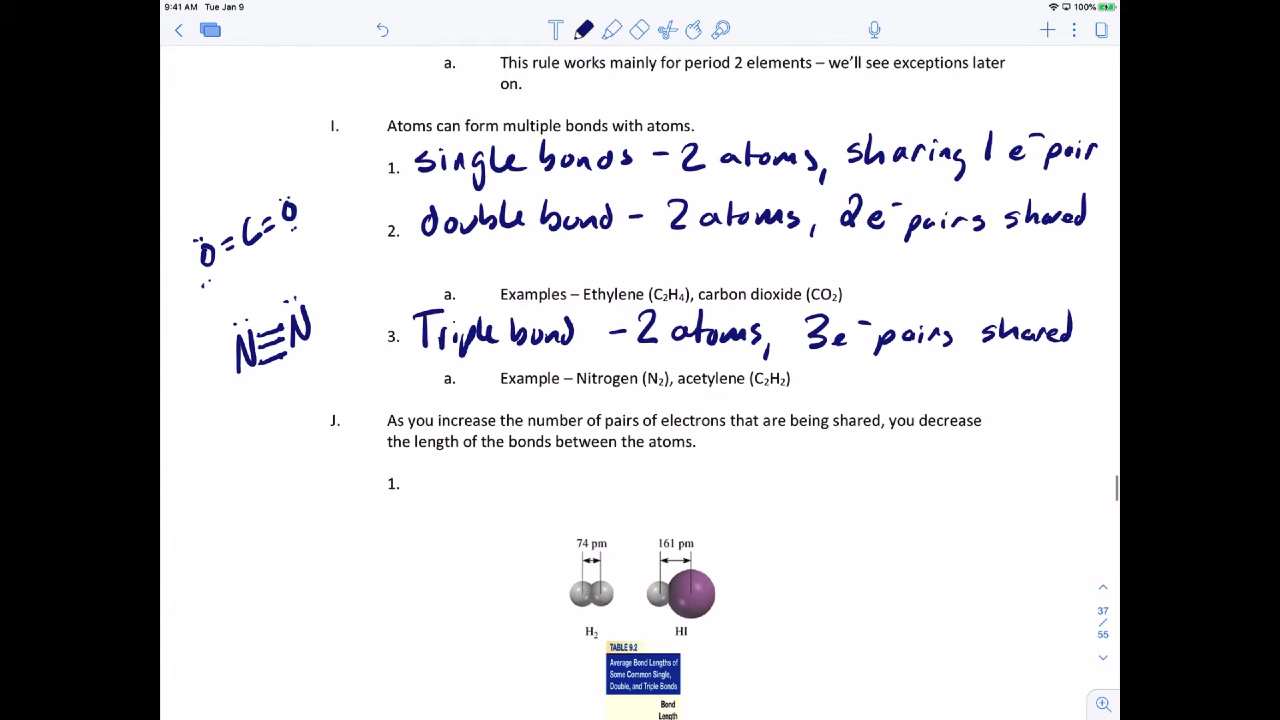 9:41 AM Tue Jan 9
100%
a. This rule works mainly for period 2 elements – we'll see exceptions later
on.
I. Atoms can form multiple bonds with atoms.
1. single bonds - 2 atoms, sharing 1 e⁻ pair
2. double bond - 2 atoms, 2e⁻ pairs shared
O=C=O
a. Examples – Ethylene (C₂H₄), carbon dioxide (CO₂)
3. Triple bond - 2 atoms, 3e⁻ pairs shared
N≡N
a. Example – Nitrogen (N₂), acetylene (C₂H₂)
J. As you increase the number of pairs of electrons that are being shared, you decrease
the length of the bonds between the atoms.
1.
74 pm 161 pm
H₂ HI
37
/
55
TABLE 9.2
Average Bond Lengths of
Some Common Single,
Double, and Triple Bonds
Bond
Length